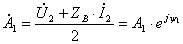 Ȧ₁ = (U̇₂ + Z_B · İ₂) / 2 = A₁ · e^{jψ₁}